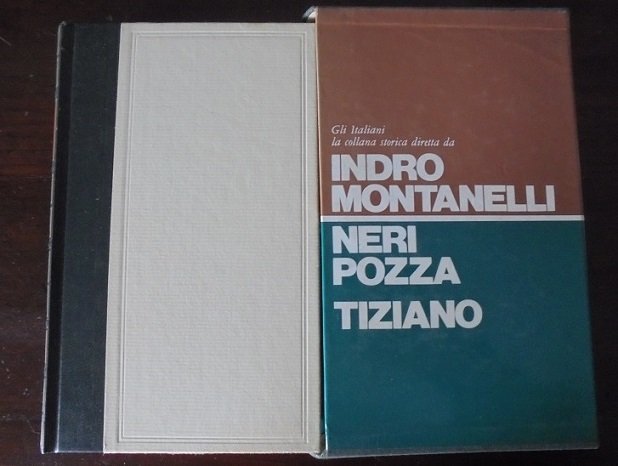 Gli Italiani
la collana storica diretta da
INDRO
MONTANELLI
NERI
POZZA
TIZIANO